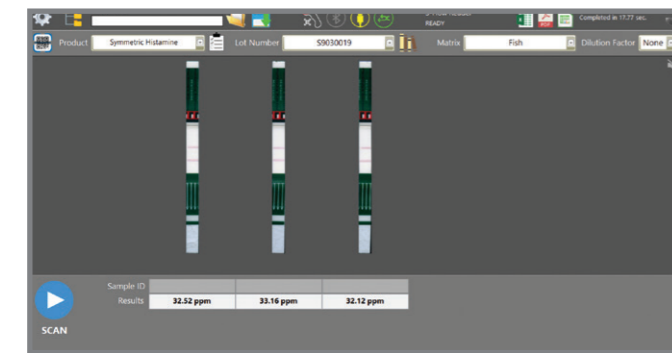 READY
Completed in 17.77 sec.
Product Symmetric Histamine Lot Number S9030019 Matrix Fish Dilution Factor None
Sample ID
Results 32.52 ppm 33.16 ppm 32.12 ppm
SCAN